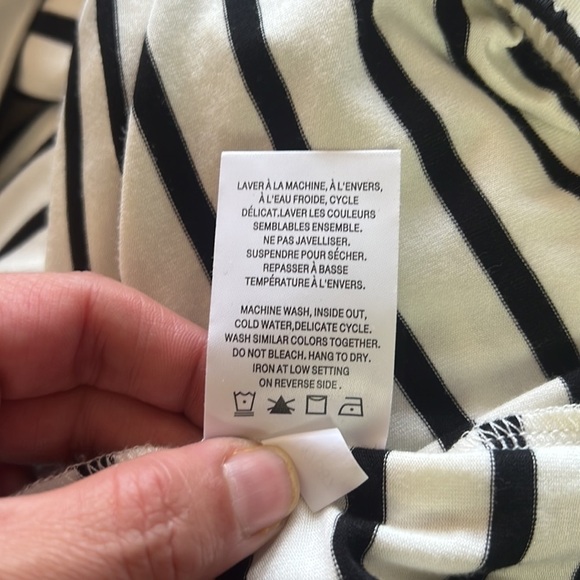 LAVER À LA MACHINE, À L'ENVERS,
À L'EAU FROIDE, CYCLE
DÉLICAT.LAVER LES COULEURS
SEMBLABLES ENSEMBLE.
NE PAS JAVELLISER.
SUSPENDRE POUR SÉCHER.
REPASSER À BASSE
TEMPÉRATURE À L'ENVERS.
MACHINE WASH, INSIDE OUT,
COLD WATER,DELICATE CYCLE.
WASH SIMILAR COLORS TOGETHER.
DO NOT BLEACH. HANG TO DRY.
IRON AT LOW SETTING
ON REVERSE SIDE .